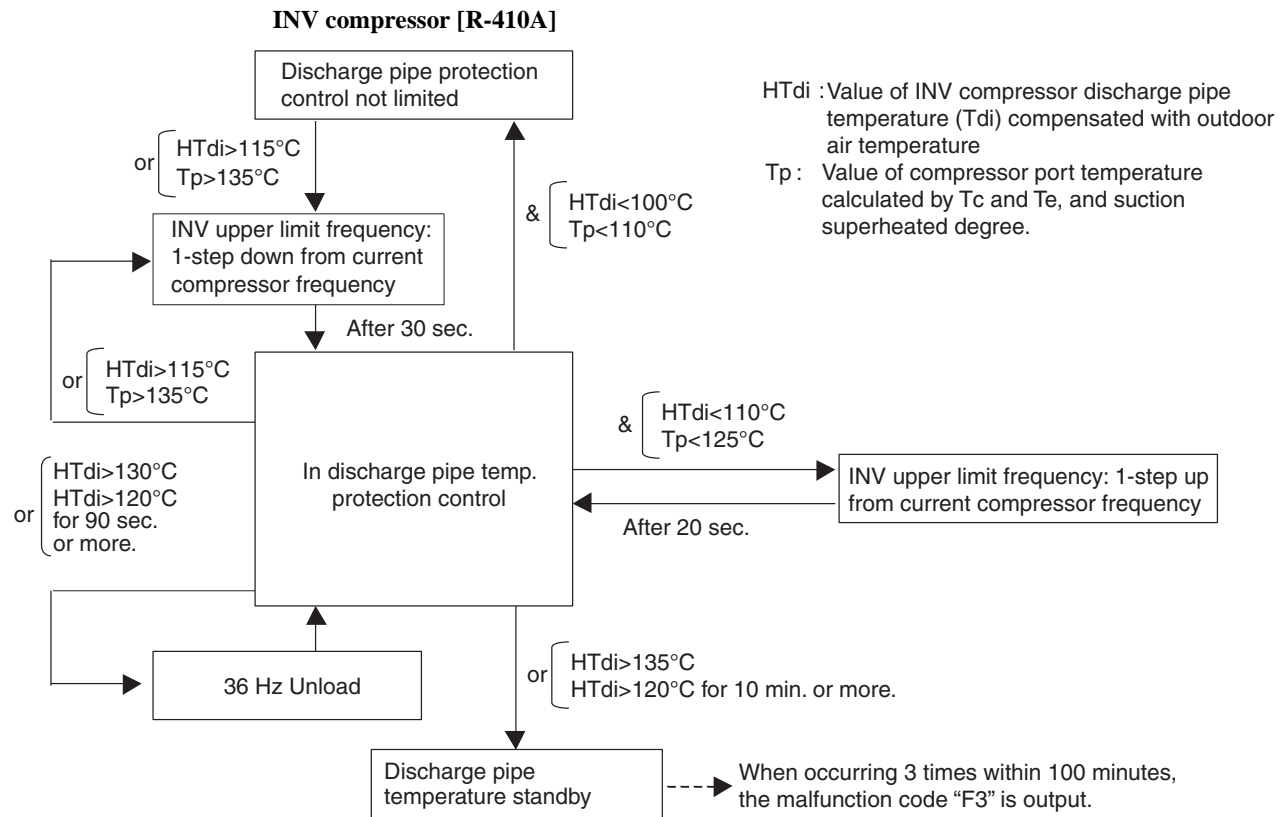 INV compressor [R-410A]
Discharge pipe protection
control not limited
HTdi :Value of INV compressor discharge pipe
temperature (Tdi) compensated with outdoor
air temperature
Tp : Value of compressor port temperature
calculated by Tc and Te, and suction
superheated degree.
or
HTdi>115°C
Tp>135°C
&
HTdi<100°C
Tp<110°C
INV upper limit frequency:
1-step down from current
compressor frequency
After 30 sec.
or
HTdi>115°C
Tp>135°C
&
HTdi<110°C
Tp<125°C
In discharge pipe temp.
protection control
INV upper limit frequency: 1-step up
from current compressor frequency
After 20 sec.
or
HTdi>130°C
HTdi>120°C
for 90 sec.
or more.
36 Hz Unload
or
HTdi>135°C
HTdi>120°C for 10 min. or more.
Discharge pipe
temperature standby
When occurring 3 times within 100 minutes,
the malfunction code “F3” is output.